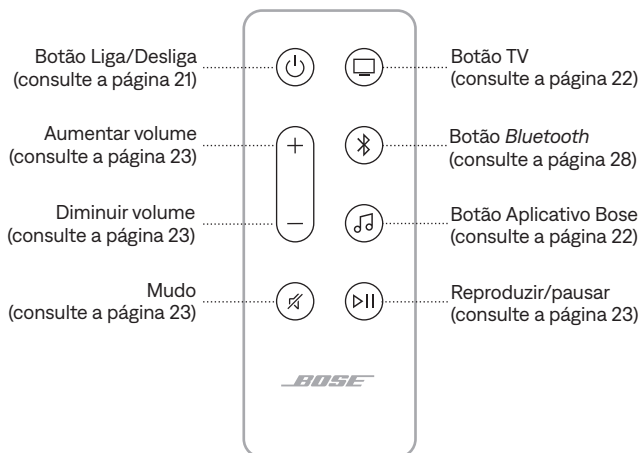 Botão Liga/Desliga
(consulte a página 21)
Aumentar volume
(consulte a página 23)
Diminuir volume
(consulte a página 23)
Mudo
(consulte a página 23)
Botão TV
(consulte a página 22)
Botão Bluetooth
(consulte a página 28)
Botão Aplicativo Bose
(consulte a página 22)
Reproduzir/pausar
(consulte a página 23)
BOSE